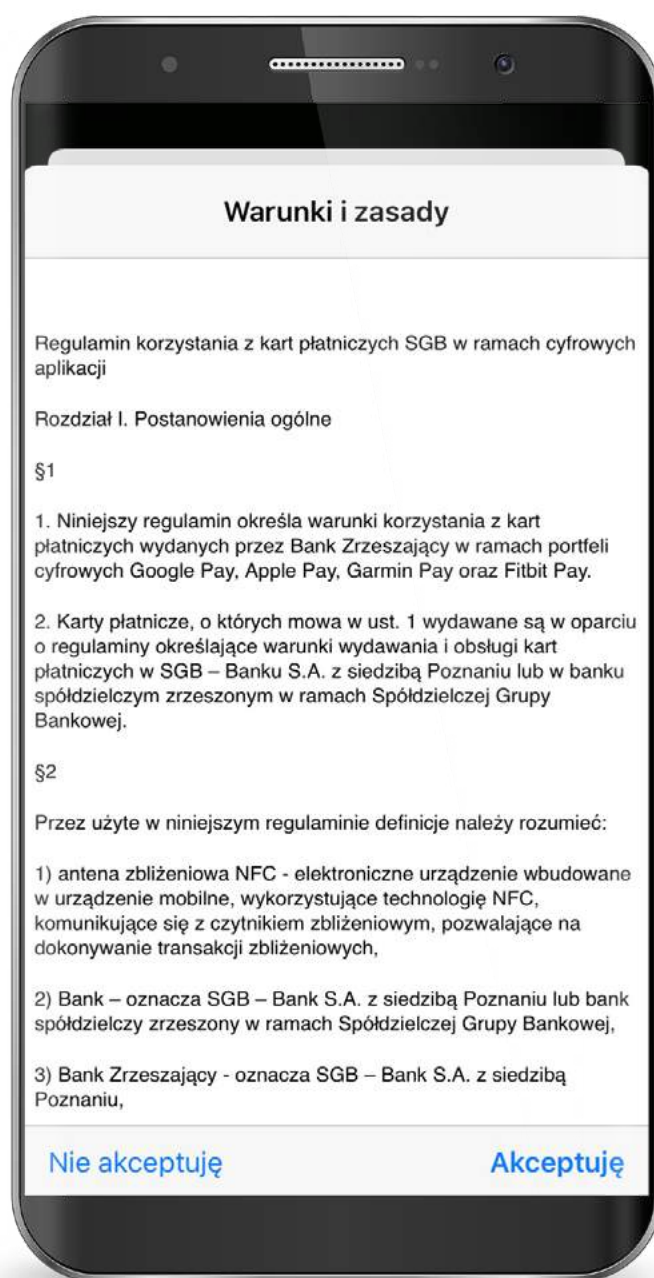 Warunki i zasady
Regulamin korzystania z kart płatniczych SGB w ramach cyfrowych
aplikacji
Rozdział I. Postanowienia ogólne
§1
1. Niniejszy regulamin określa warunki korzystania z kart
płatniczych wydanych przez Bank Zrzeszający w ramach portfeli
cyfrowych Google Pay, Apple Pay, Garmin Pay oraz Fitbit Pay.
2. Karty płatnicze, o których mowa w ust. 1 wydawane są w oparciu
o regulaminy określające warunki wydawania i obsługi kart
płatniczych w SGB – Banku S.A. z siedzibą Poznaniu lub w banku
spółdzielczym zrzeszonym w ramach Spółdzielczej Grupy
Bankowej.
§2
Przez użyte w niniejszym regulaminie definicje należy rozumieć:
1) antena zbliżeniowa NFC - elektroniczne urządzenie wbudowane
w urządzenie mobilne, wykorzystujące technologię NFC,
komunikujące się z czytnikiem zbliżeniowym, pozwalające na
dokonywanie transakcji zbliżeniowych,
2) Bank – oznacza SGB – Bank S.A. z siedzibą Poznaniu lub bank
spółdzielczy zrzeszony w ramach Spółdzielczej Grupy Bankowej,
3) Bank Zrzeszający - oznacza SGB – Bank S.A. z siedzibą
Poznaniu,
Nie akceptuję
Akceptuję